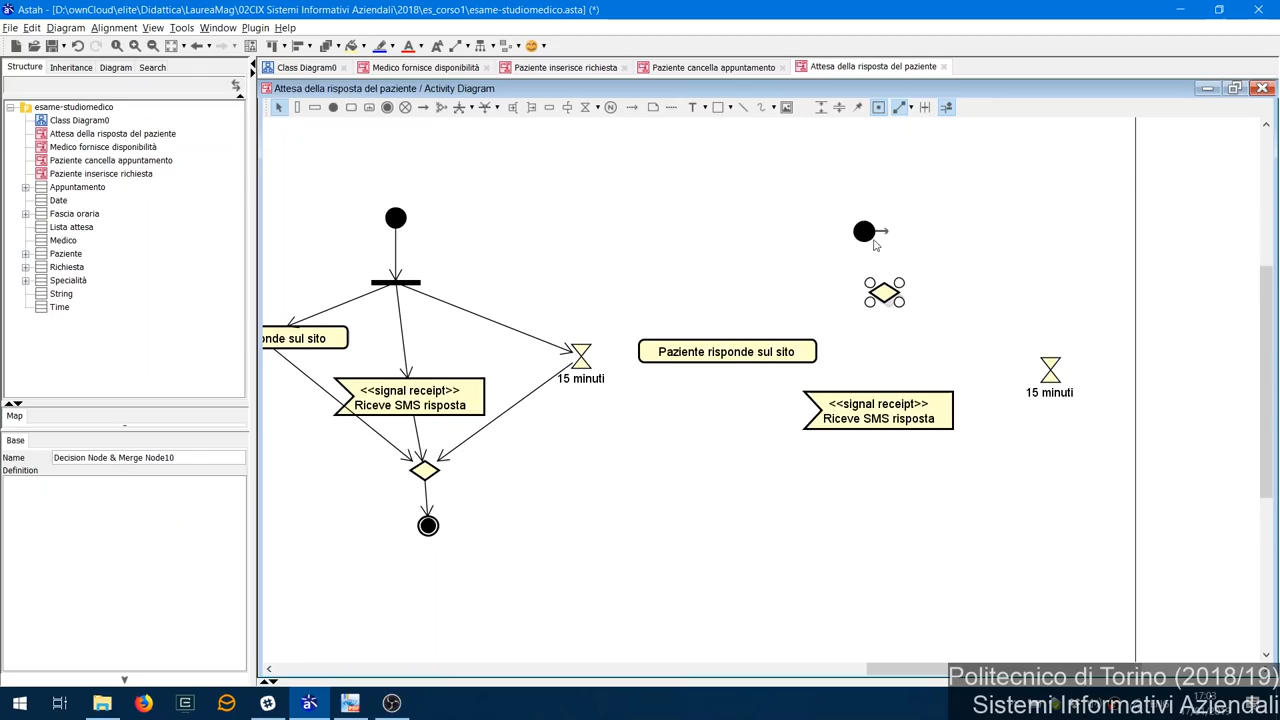 Astah - [D:\ownCloud\elite\Didattica\LaureaMag\02CIX Sistemi Informativi Aziendali\2018\es_corso1\esame-studiomedico.asta] (*)
File Edit Diagram Alignment View Tools Window Plugin Help
Structure Inheritance Diagram Search
Class Diagram0 Medico fornisce disponibilità Paziente inserisce richiesta Paziente cancella appuntamento Attesa della risposta del paziente
Attesa della risposta del paziente / Activity Diagram
esame-studiomedico
Class Diagram0
Attesa della risposta del paziente
Medico fornisce disponibilità
Paziente cancella appuntamento
Paziente inserisce richiesta
Appuntamento
Date
Fascia oraria
Lista attesa
Medico
Paziente
Richiesta
Specialità
String
Time
Map
Base
Name Decision Node & Merge Node10
Definition
onde sul sito
15 minuti
<<signal receipt>>
Riceve SMS risposta
Paziente risponde sul sito
<<signal receipt>>
Riceve SMS risposta
15 minuti
Politecnico di Torino (2018/19)
Sistemi Informativi Aziendali
17:03